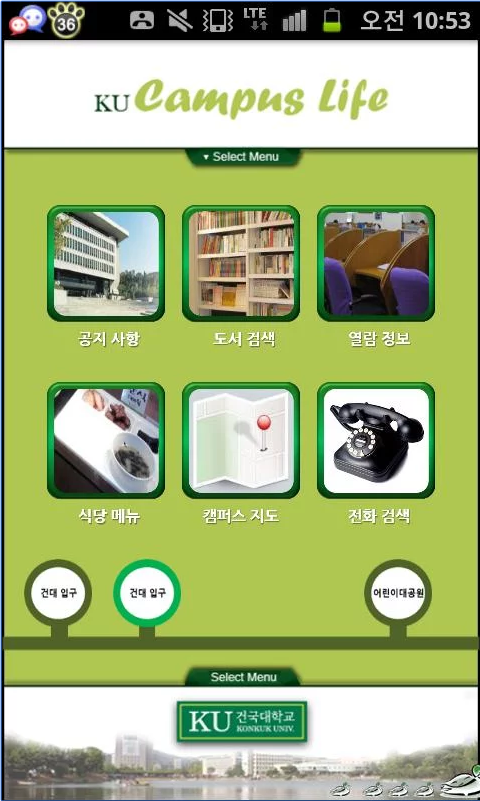 36 LTE 오전 10:53
KU Campus Life
▼ Select Menu
공지 사항 도서 검색 열람 정보
식당 메뉴 캠퍼스 지도 전화 검색
건대 입구 건대 입구 어린이대공원
Select Menu
KU 건국대학교
KONKUK UNIV.